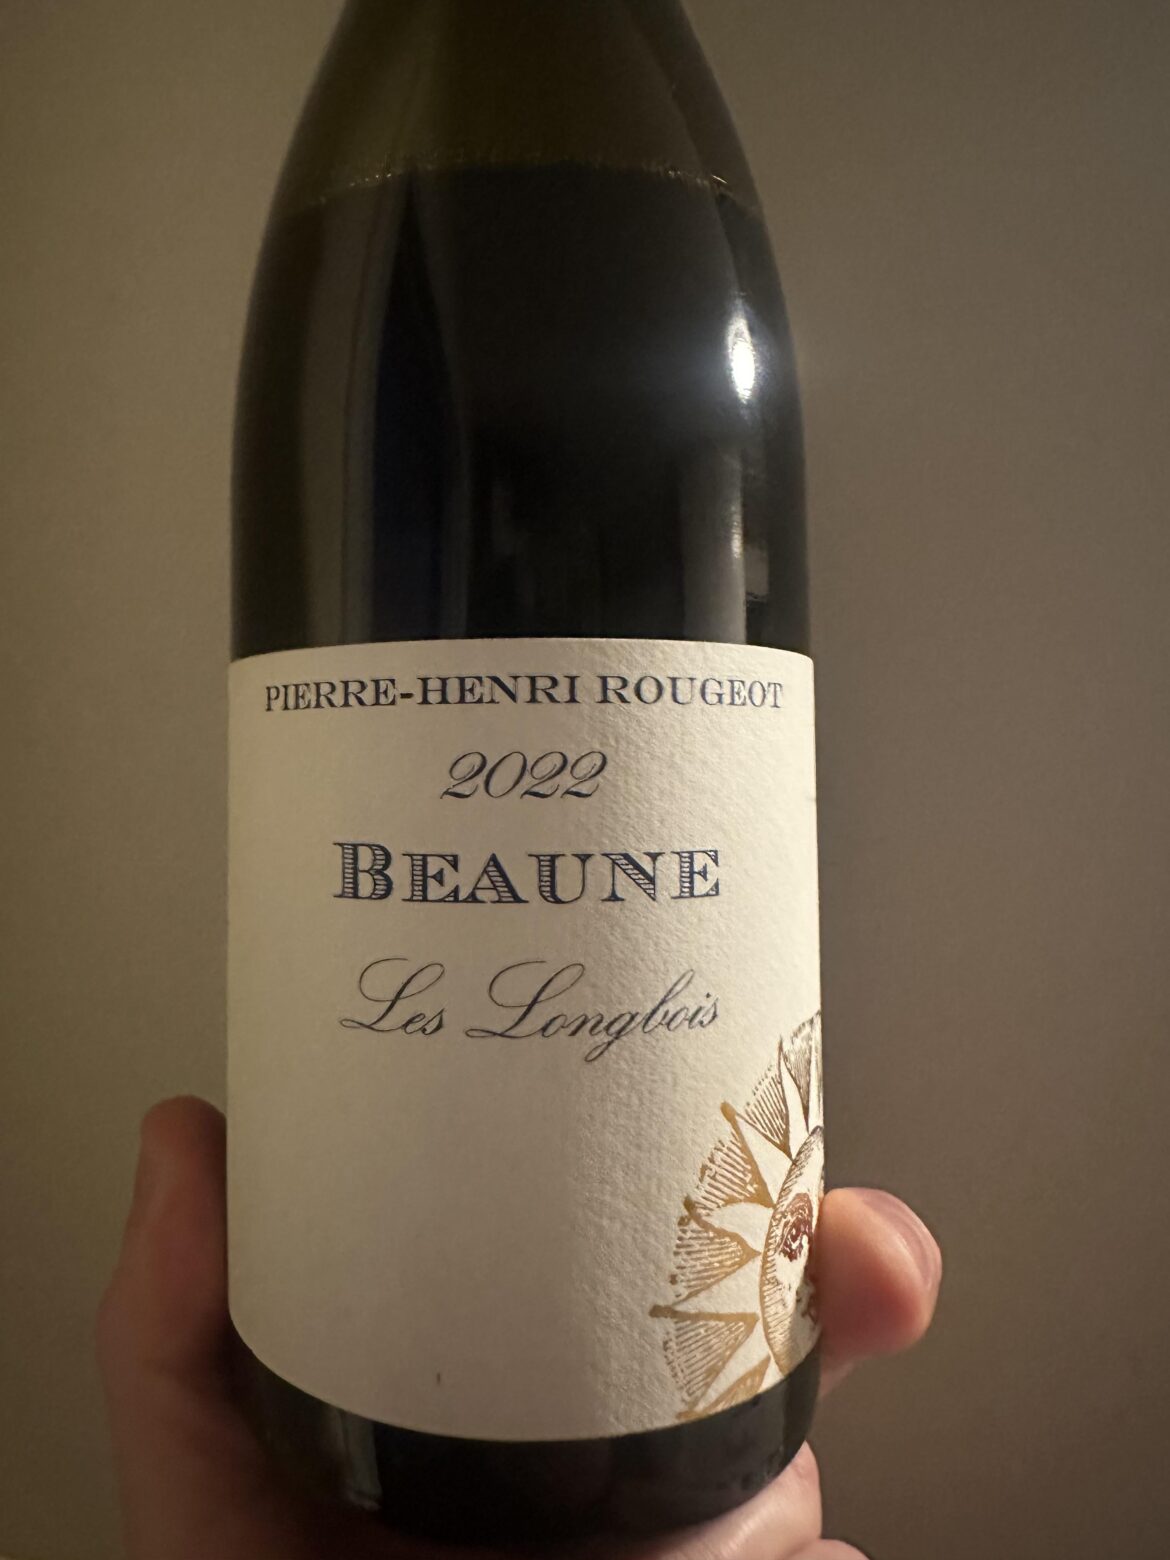 PIERRE-HENRI ROUGEOT
2022
BEAUNE
Les Longbois